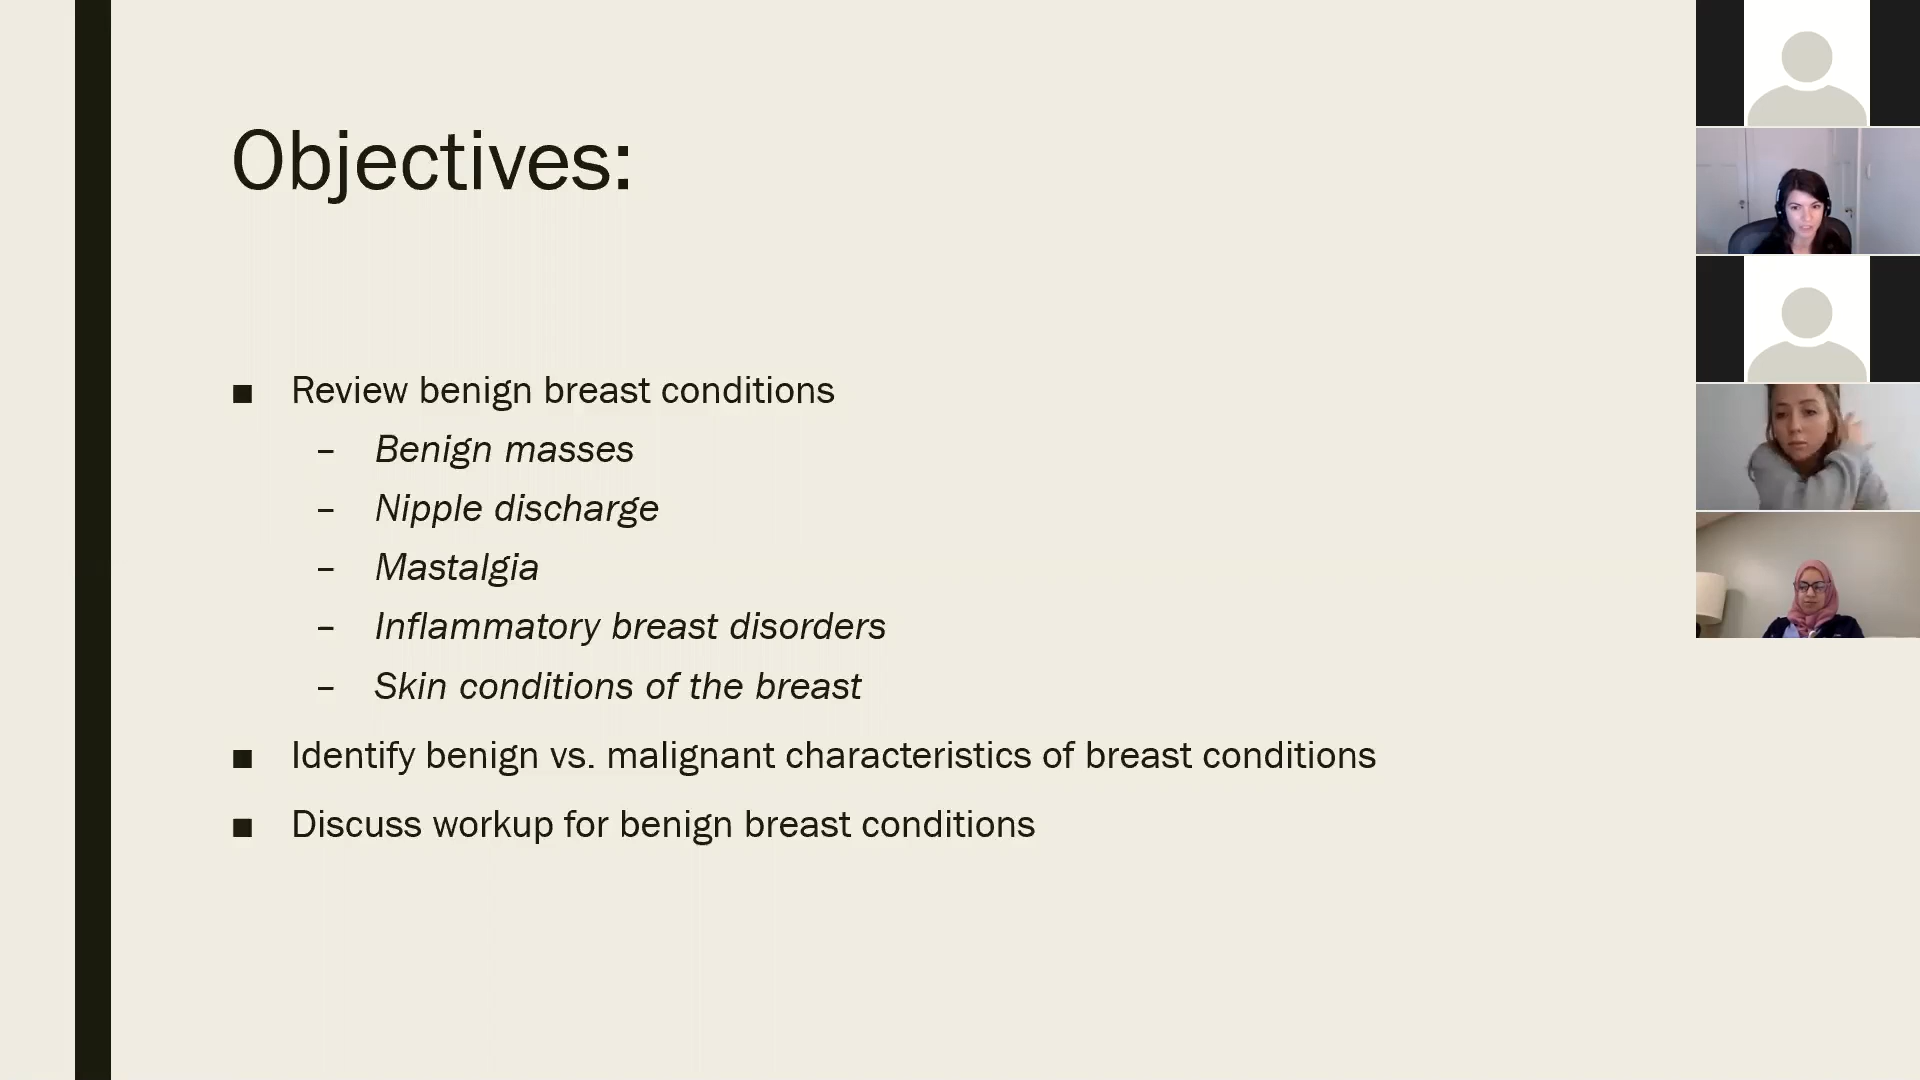 Objectives:
■ Review benign breast conditions
– Benign masses
– Nipple discharge
– Mastalgia
– Inflammatory breast disorders
– Skin conditions of the breast
■ Identify benign vs. malignant characteristics of breast conditions
■ Discuss workup for benign breast conditions